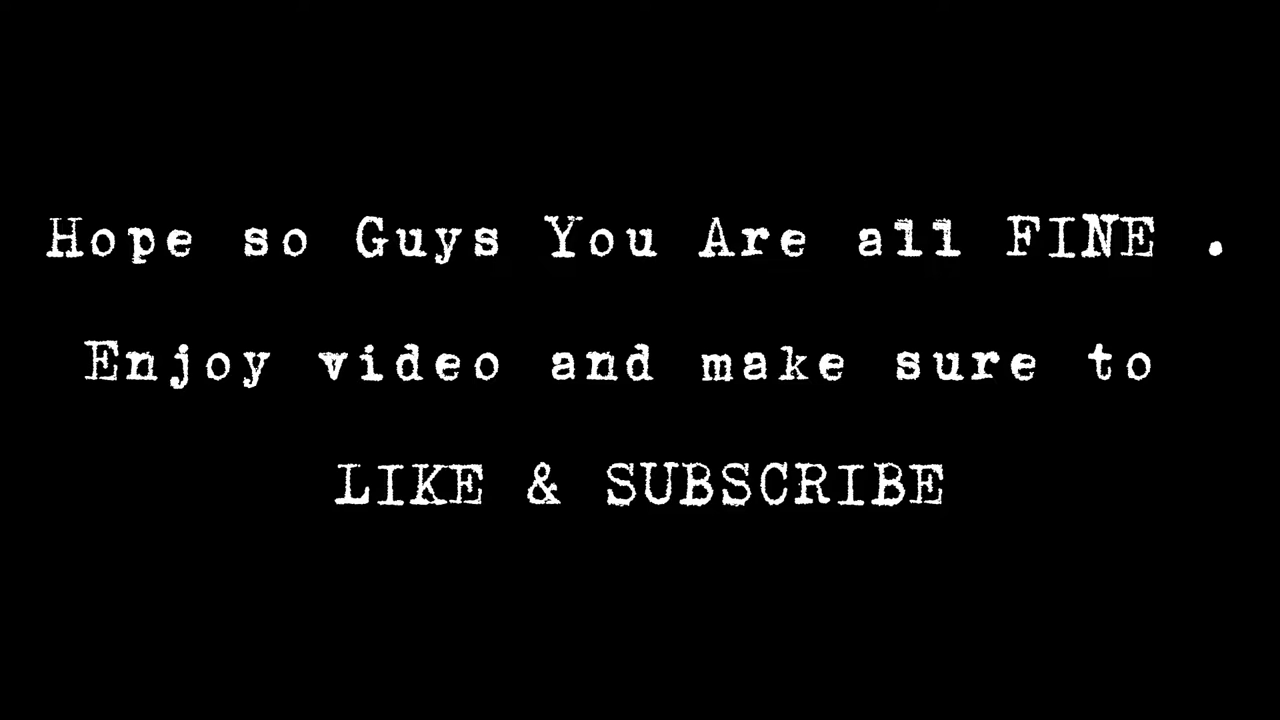 Hope so Guys You Are all FINE .
Enjoy video and make sure to
LIKE & SUBSCRIBE